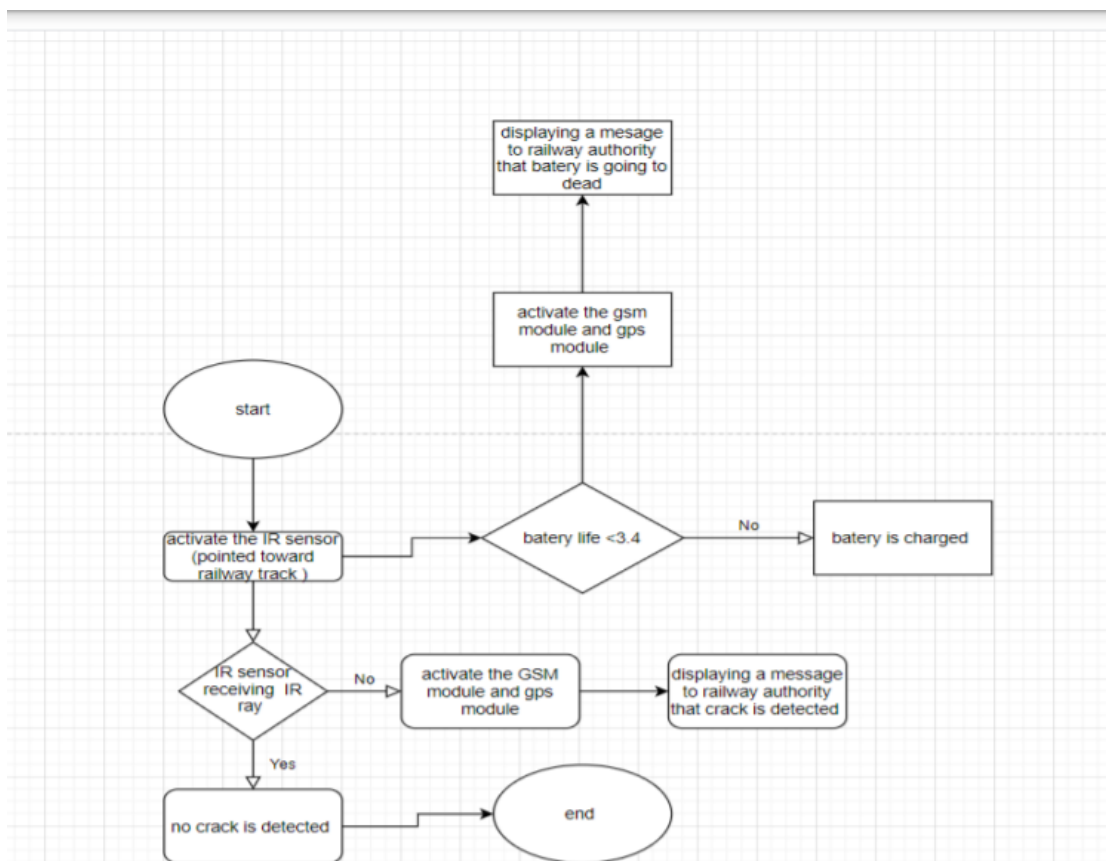 displaying a mesage
to railway authority
that batery is going to
dead
activate the gsm
module and gps
module
start
activate the IR sensor
(pointed toward
railway track )
batery life <3.4
No
batery is charged
IR sensor
receiving IR
ray
No
activate the GSM
module and gps
module
displaying a message
to railway authority
that crack is detected
Yes
no crack is detected
end